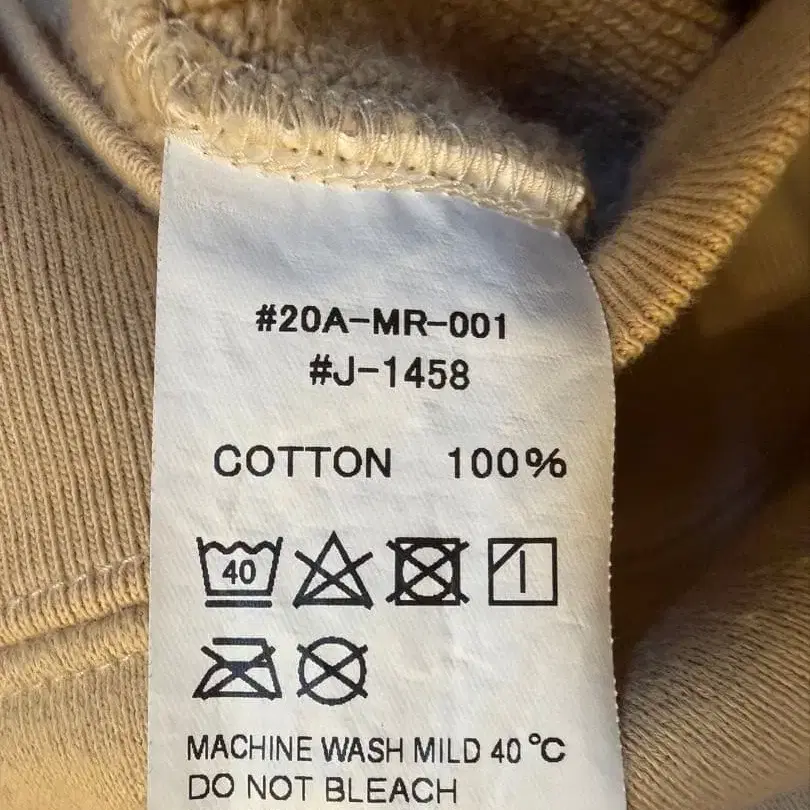 #20A-MR-001
#J-1458
COTTON 100%
40
MACHINE WASH MILD 40 °C
DO NOT BLEACH